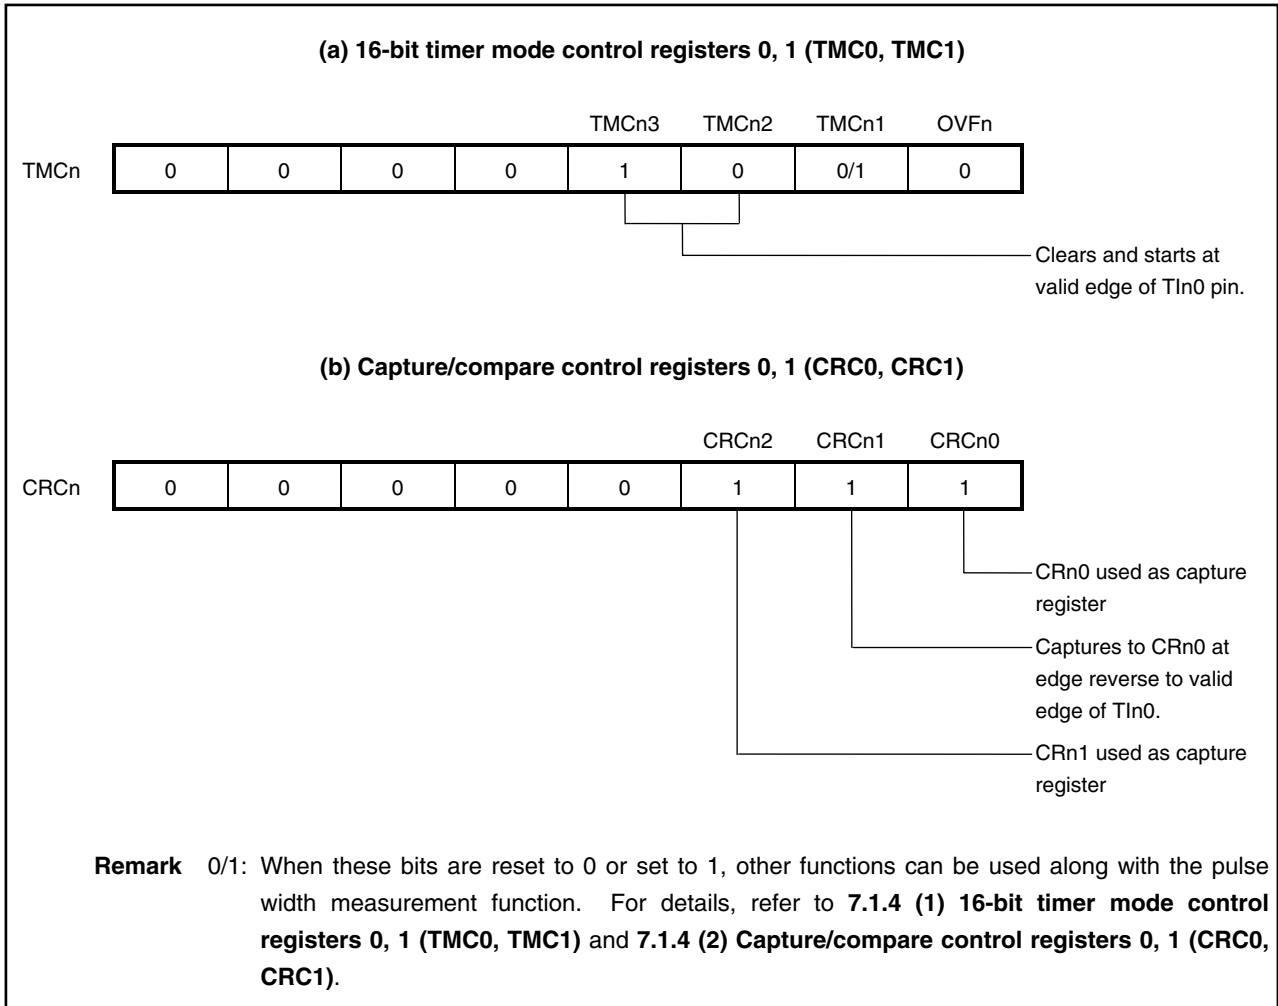 (a) 16-bit timer mode control registers 0, 1 (TMC0, TMC1)
TMCn3 TMCn2 TMCn1 OVFn
TMCn 0 0 0 0 1 0 0/1 0
Clears and starts at
valid edge of TIn0 pin.
(b) Capture/compare control registers 0, 1 (CRC0, CRC1)
CRCn2 CRCn1 CRCn0
CRCn 0 0 0 0 0 1 1 1
CRn0 used as capture
register
Captures to CRn0 at
edge reverse to valid
edge of TIn0.
CRn1 used as capture
register
Remark 0/1: When these bits are reset to 0 or set to 1, other functions can be used along with the pulse
width measurement function. For details, refer to 7.1.4 (1) 16-bit timer mode control
registers 0, 1 (TMC0, TMC1) and 7.1.4 (2) Capture/compare control registers 0, 1 (CRC0,
CRC1).